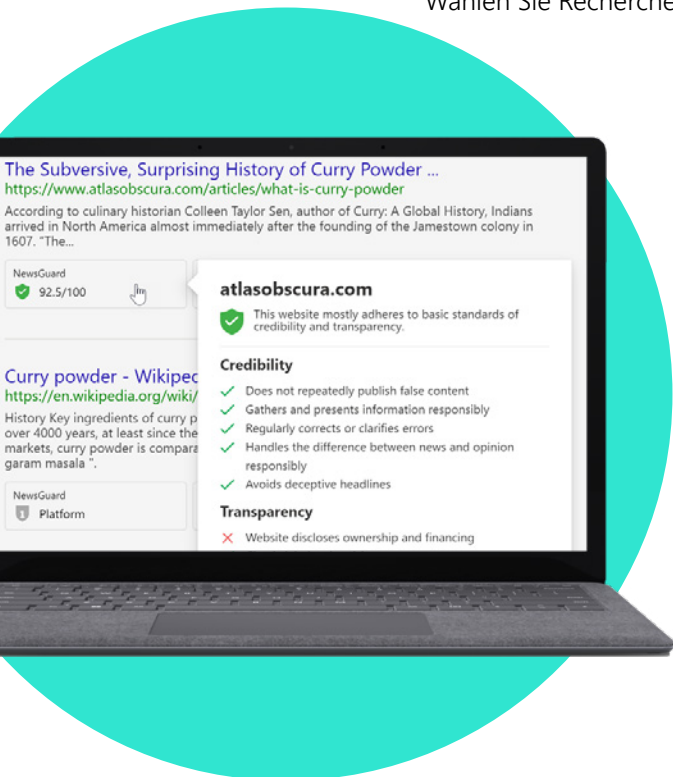 Wählen Sie Recherche
The Subversive, Surprising History of Curry Powder ...
https://www.atlasobscura.com/articles/what-is-curry-powder
According to culinary historian Colleen Taylor Sen, author of Curry: A Global History, Indians
arrived in North America almost immediately after the founding of the Jamestown colony in
1607. “The...
NewsGuard
92.5/100
Curry powder - Wikiped
https://en.wikipedia.org/wiki/
History Key ingredients of curry p
over 4000 years, at least since the
markets, curry powder is compara
garam masala ”.
NewsGuard
1 Platform
atlasobscura.com
This website mostly adheres to basic standards of
credibility and transparency.
Credibility
Does not repeatedly publish false content
Gathers and presents information responsibly
Regularly corrects or clarifies errors
Handles the difference between news and opinion
responsibly
Avoids deceptive headlines
Transparency
Website discloses ownership and financing